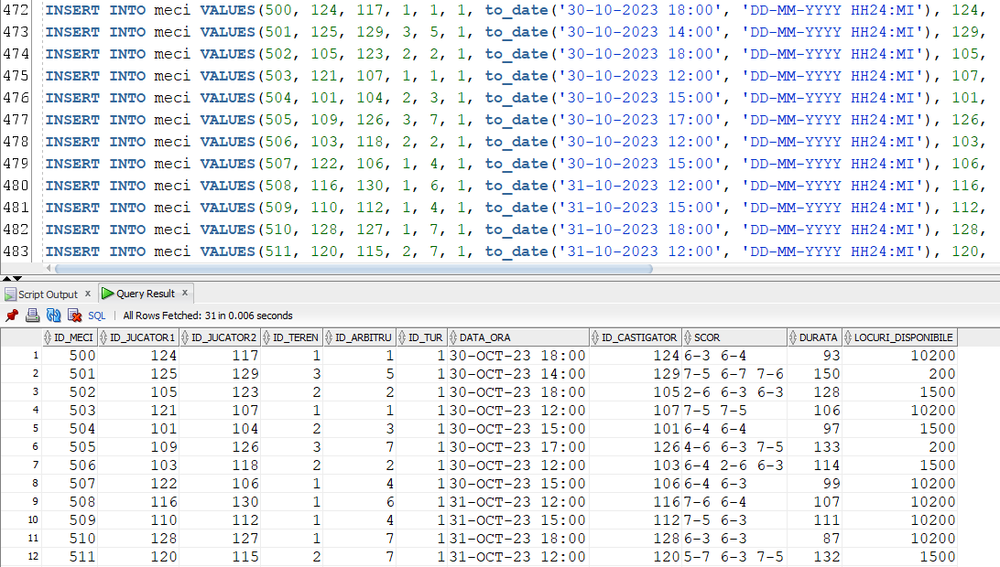 472 INSERT INTO meci VALUES(500, 124, 117, 1, 1, 1, to_date('30-10-2023 18:00', 'DD-MM-YYYY HH24:MI'), 124,
473 INSERT INTO meci VALUES(501, 125, 129, 3, 5, 1, to_date('30-10-2023 14:00', 'DD-MM-YYYY HH24:MI'), 129,
474 INSERT INTO meci VALUES(502, 105, 123, 2, 2, 1, to_date('30-10-2023 18:00', 'DD-MM-YYYY HH24:MI'), 105,
475 INSERT INTO meci VALUES(503, 121, 107, 1, 1, 1, to_date('30-10-2023 12:00', 'DD-MM-YYYY HH24:MI'), 107,
476 INSERT INTO meci VALUES(504, 101, 104, 2, 3, 1, to_date('30-10-2023 15:00', 'DD-MM-YYYY HH24:MI'), 101,
477 INSERT INTO meci VALUES(505, 109, 126, 3, 7, 1, to_date('30-10-2023 17:00', 'DD-MM-YYYY HH24:MI'), 126,
478 INSERT INTO meci VALUES(506, 103, 118, 2, 2, 1, to_date('30-10-2023 12:00', 'DD-MM-YYYY HH24:MI'), 103,
479 INSERT INTO meci VALUES(507, 122, 106, 1, 4, 1, to_date('30-10-2023 15:00', 'DD-MM-YYYY HH24:MI'), 106,
480 INSERT INTO meci VALUES(508, 116, 130, 1, 6, 1, to_date('31-10-2023 12:00', 'DD-MM-YYYY HH24:MI'), 116,
481 INSERT INTO meci VALUES(509, 110, 112, 1, 4, 1, to_date('31-10-2023 15:00', 'DD-MM-YYYY HH24:MI'), 112,
482 INSERT INTO meci VALUES(510, 128, 127, 1, 7, 1, to_date('31-10-2023 18:00', 'DD-MM-YYYY HH24:MI'), 128,
483 INSERT INTO meci VALUES(511, 120, 115, 2, 7, 1, to_date('31-10-2023 12:00', 'DD-MM-YYYY HH24:MI'), 120,
Script Output x Query Result x
SQL | All Rows Fetched: 31 in 0.006 seconds
ID_MECI ID_JUCATOR1 ID_JUCATOR2 ID_TEREN ID_ARBITRU ID_TUR DATA_ORA ID_CASTIGATOR SCOR DURATA LOCURI_DISPONIBILE
1 500 124 117 1 1 1 30-OCT-23 18:00 124 6-3 6-4 93 10200
2 501 125 129 3 5 1 30-OCT-23 14:00 129 7-5 6-7 7-6 150 200
3 502 105 123 2 2 1 30-OCT-23 18:00 105 2-6 6-3 6-3 128 1500
4 503 121 107 1 1 1 30-OCT-23 12:00 107 7-5 7-5 106 10200
5 504 101 104 2 3 1 30-OCT-23 15:00 101 6-4 6-4 97 1500
6 505 109 126 3 7 1 30-OCT-23 17:00 126 4-6 6-3 7-5 133 200
7 506 103 118 2 2 1 30-OCT-23 12:00 103 6-4 2-6 6-3 114 1500
8 507 122 106 1 4 1 30-OCT-23 15:00 106 6-4 6-3 99 10200
9 508 116 130 1 6 1 31-OCT-23 12:00 116 7-6 6-4 107 10200
10 509 110 112 1 4 1 31-OCT-23 15:00 112 7-5 6-3 111 10200
11 510 128 127 1 7 1 31-OCT-23 18:00 128 6-3 6-3 87 10200
12 511 120 115 2 7 1 31-OCT-23 12:00 120 5-7 6-3 7-5 132 1500